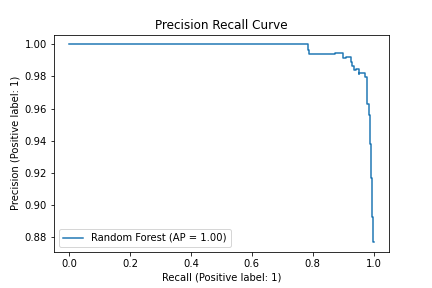 Precision Recall Curve
1.00
0.98
0.96
0.94
0.92
0.90
0.88
Precision (Positive label: 1)
Random Forest (AP = 1.00)
0.0 0.2 0.4 0.6 0.8 1.0
Recall (Positive label: 1)